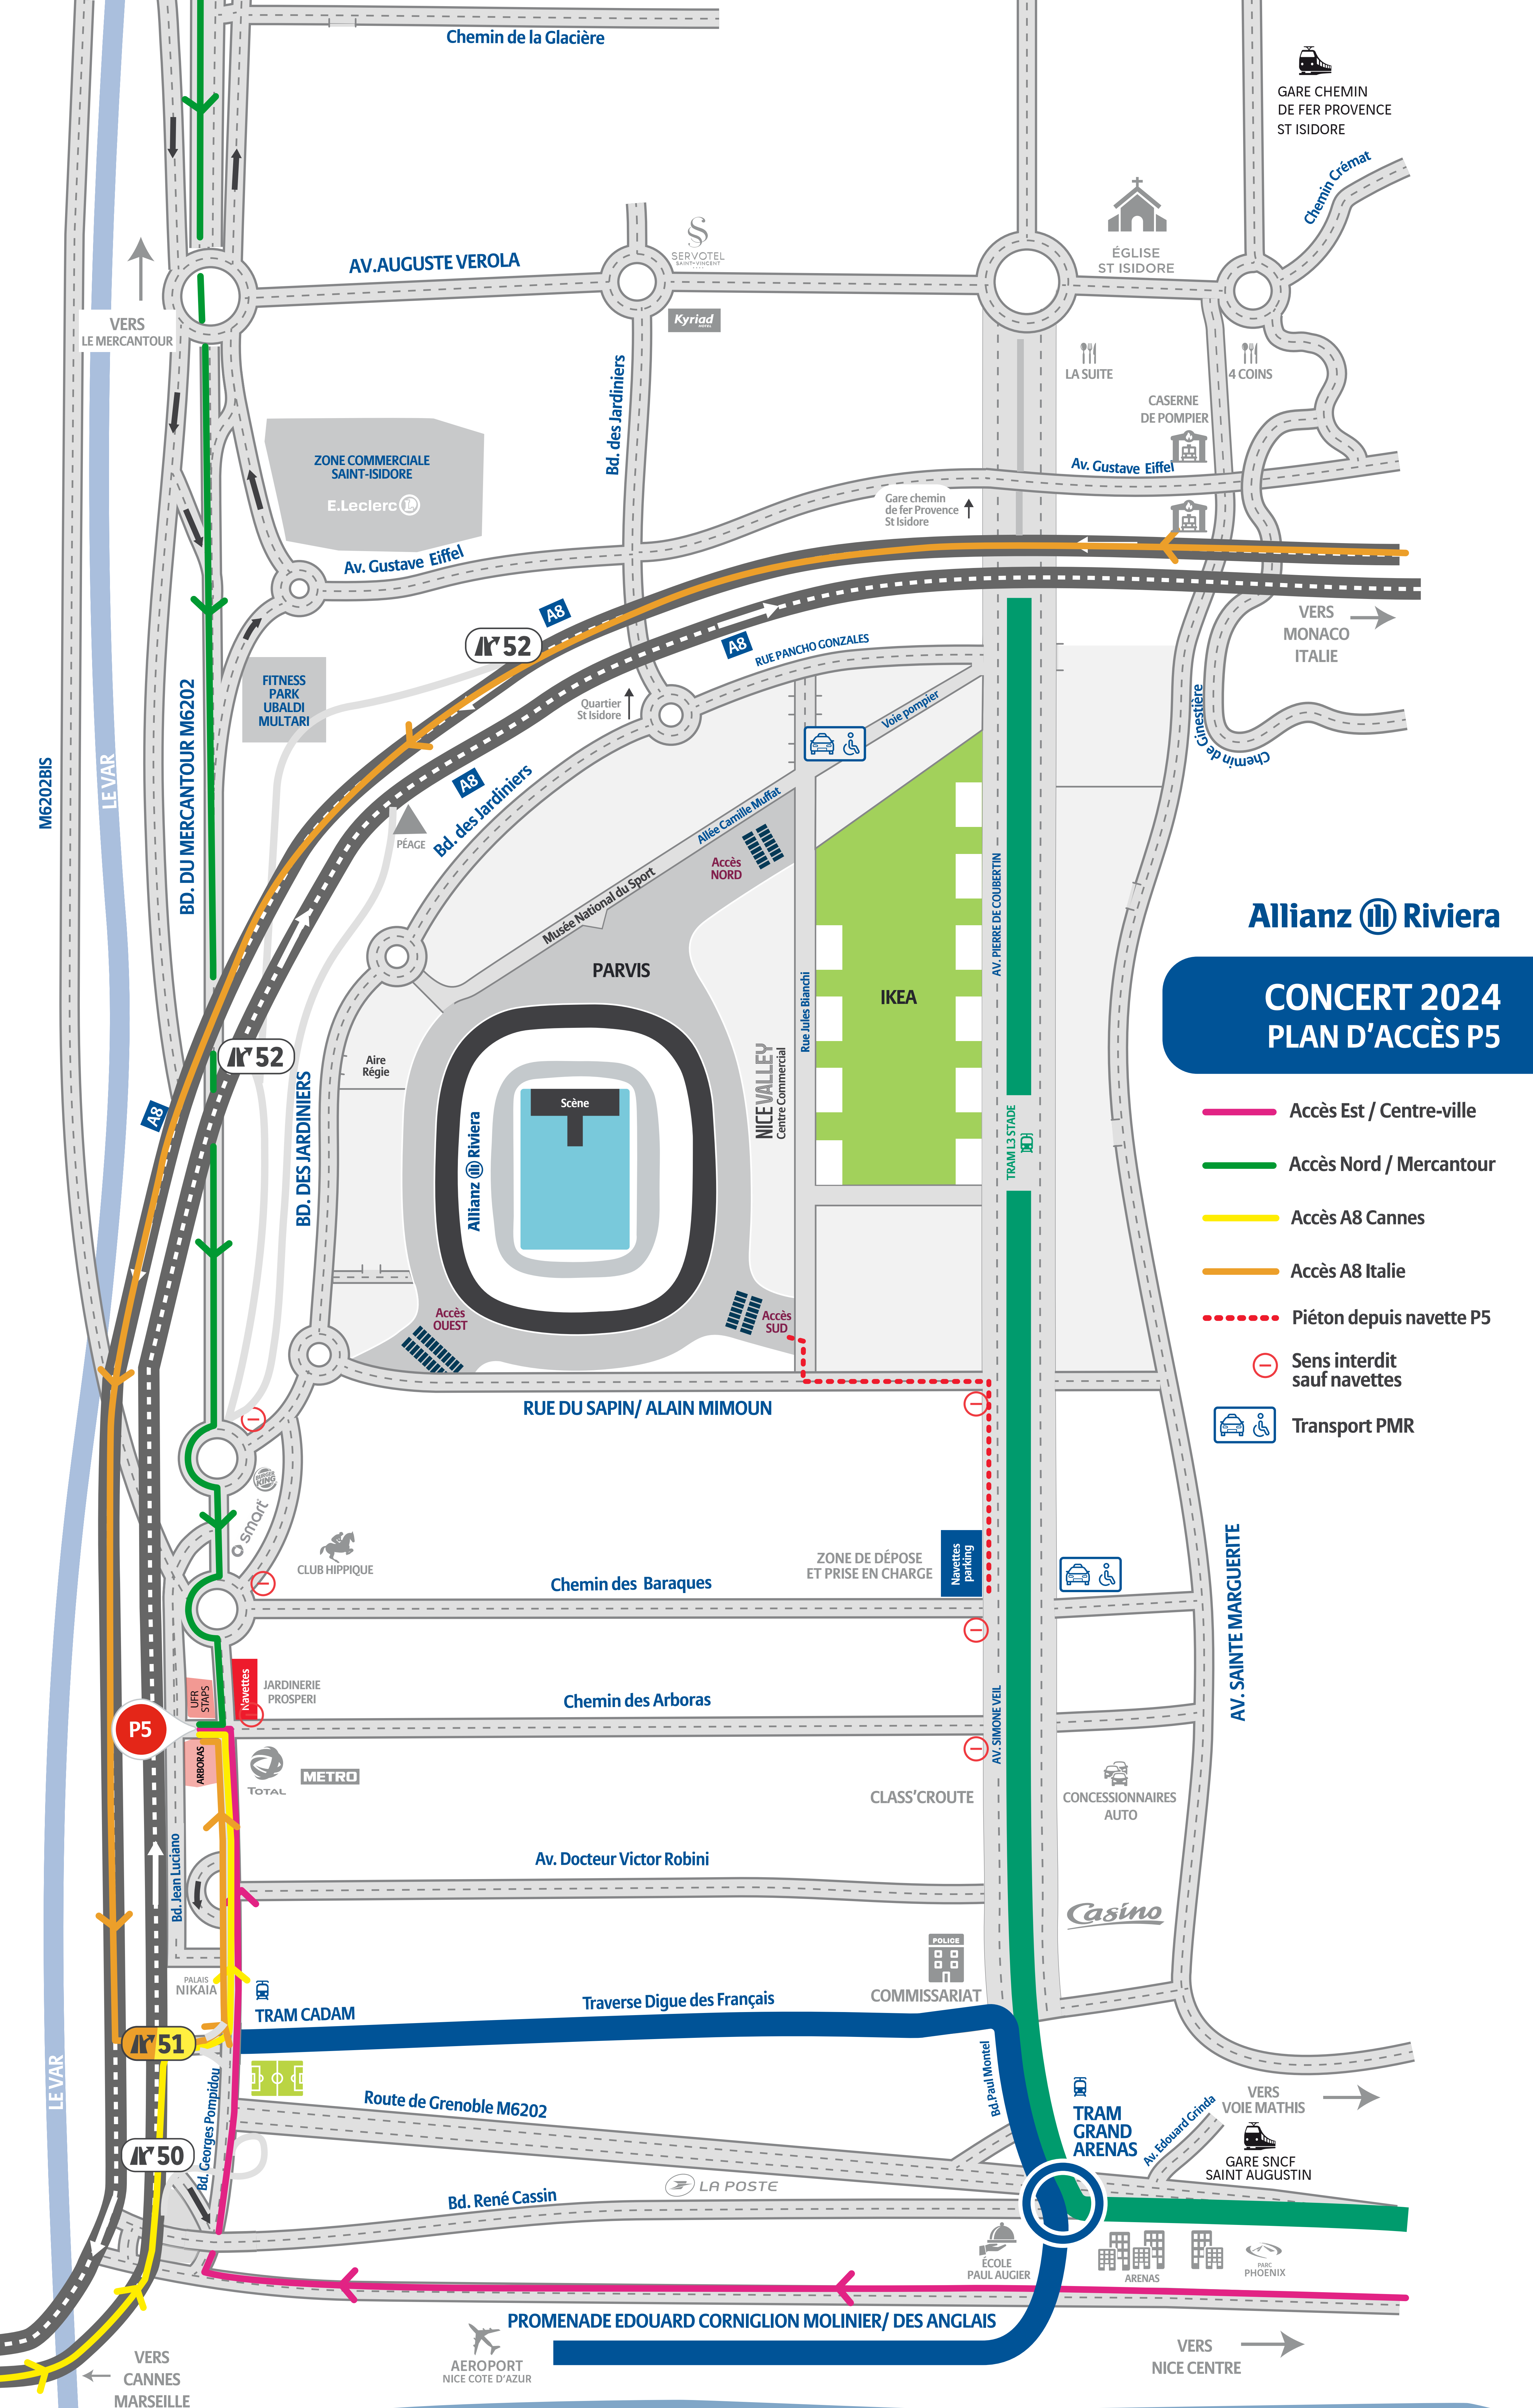 Chemin de la Glacière
GARE CHEMIN
DE FER PROVENCE
ST ISIDORE
Chemin Crémat
SERVOTEL
SAINT-VINCENT
ÉGLISE
ST ISIDORE
AV.AUGUSTE VEROLA
VERS
LE MERCANTOUR
Kyriad
HOTEL
LA SUITE
4 COINS
Bd. des Jardiniers
CASERNE
DE POMPIER
ZONE COMMERCIALE
SAINT-ISIDORE
E.Leclerc L
Av. Gustave Eiffel
Gare chemin
de fer Provence
St Isidore
Av. Gustave Eiffel
A8
52
A8
RUE PANCHO GONZALES
VERS
MONACO
ITALIE
FITNESS
PARK
UBALDI
MULTARI
Quartier
St Isidore
Voie pompier
Chemin de Ginestière
M6202BIS
LE VAR
BD. DU MERCANTOUR M6202
A8
PÉAGE
Bd. des Jardiniers
Allée Camille Muffat
Accès
NORD
Musée National du Sport
AV. PIERRE DE COUBERTIN
PARVIS
IKEA
Rue Jules Bianchi
Allianz Riviera
CONCERT 2024
PLAN D'ACCÈS P5
52
Aire
Régie
A8
BD. DES JARDINIERS
Scène
Allianz Riviera
NICEVALLEY
Centre Commercial
TRAM L3 STADE
Accès Est / Centre-ville
Accès Nord / Mercantour
Accès A8 Cannes
Accès A8 Italie
Piéton depuis navette P5
Sens interdit
sauf navettes
Transport PMR
Accès
OUEST
Accès
SUD
RUE DU SAPIN/ ALAIN MIMOUN
BURGER
KING
smart
CLUB HIPPIQUE
ZONE DE DÉPOSE
ET PRISE EN CHARGE
Navettes
parking
Chemin des Baraques
AV. SAINTE MARGUERITE
UFR
STAPS
Navettes
JARDINERIE
PROSPERI
Chemin des Arboras
P5
AV. SIMONE VEIL
ARBORAS
TOTAL
METRO
CLASS'CROUTE
CONCESSIONNAIRES
AUTO
Bd. Jean Luciano
Av. Docteur Victor Robini
Casino
POLICE
COMMISSARIAT
PALAIS
NIKAIA
TRAM CADAM
Traverse Digue des Français
51
Bd.Paul Montel
LE VAR
Bd. Georges Pompidou
Route de Grenoble M6202
TRAM
GRAND
ARENAS
Av. Edouard Grinda
VERS
VOIE MATHIS
GARE SNCF
SAINT AUGUSTIN
50
LA POSTE
Bd. René Cassin
ÉCOLE
PAUL AUGIER
ARENAS
PARC
PHOENIX
PROMENADE EDOUARD CORNIGLION MOLINIER/ DES ANGLAIS
AEROPORT
NICE COTE D'AZUR
VERS
NICE CENTRE
VERS
CANNES
MARSEILLE